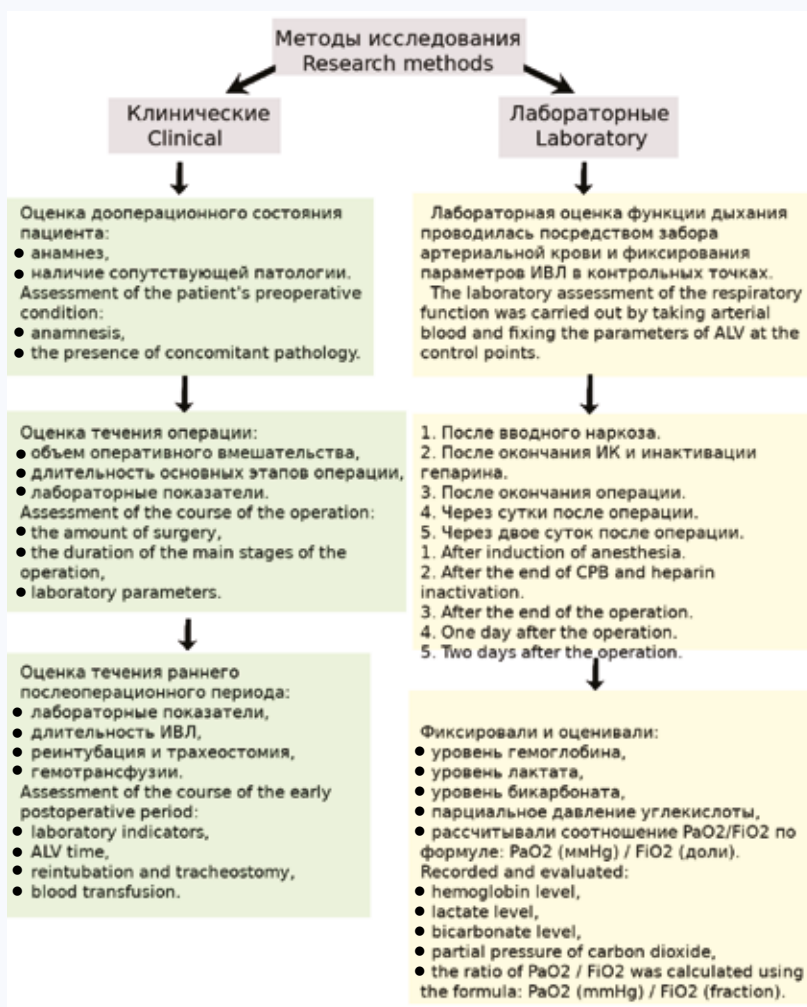 Методы исследования
Research methods
Клинические
Clinical
Оценка дооперационного состояния
пациента:
● анамнез,
● наличие сопутствующей патологии.
Assessment of the patient's preoperative
condition:
● anamnesis,
● the presence of concomitant pathology.
Оценка течения операции:
● объем оперативного вмешательства,
● длительность основных этапов операции,
● лабораторные показатели.
Assessment of the course of the operation:
● the amount of surgery,
● the duration of the main stages of the
operation,
● laboratory parameters.
Оценка течения раннего
послеоперационного периода:
● лабораторные показатели,
● длительность ИВЛ,
● реинтубация и трахеостомия,
● гемотрансфузии.
Assessment of the course of the early
postoperative period:
● laboratory indicators,
● ALV time,
● reintubation and tracheostomy,
● blood transfusion.
Лабораторные
Laboratory
Лабораторная оценка функции дыхания
проводилась посредством забора
артериальной крови и фиксирования
параметров ИВЛ в контрольных точках.
The laboratory assessment of the respiratory
function was carried out by taking arterial
blood and fixing the parameters of ALV at the
control points.
1. После вводного наркоза.
2. После окончания ИК и инактивации
гепарина.
3. После окончания операции.
4. Через сутки после операции.
5. Через двое суток после операции.
1. After induction of anesthesia.
2. After the end of CPB and heparin
inactivation.
3. After the end of the operation.
4. One day after the operation.
5. Two days after the operation.
Фиксировали и оценивали:
● уровень гемоглобина,
● уровень лактата,
● уровень бикарбоната,
● парциальное давление углекислоты,
● рассчитывали соотношение PaO2/FiO2 по
формуле: PaO2 (ммHg) / FiO2 (доли).
Recorded and evaluated:
● hemoglobin level,
● lactate level,
● bicarbonate level,
● partial pressure of carbon dioxide,
● the ratio of PaO2 / FiO2 was calculated using
the formula: PaO2 (mmHg) / FiO2 (fraction).